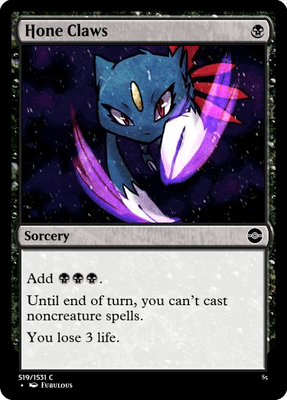 Hone Claws
Sorcery
Add
Until end of turn, you can't cast
noncreature spells.
You lose 3 life.
519/1531 C
Fubulous